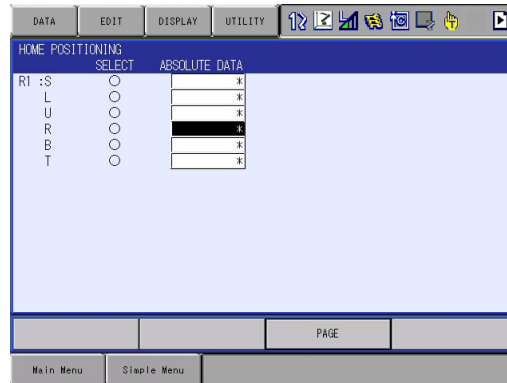 DATA EDIT DISPLAY UTILITY
HOME POSITIONING
SELECT ABSOLUTE DATA
R1 :S *
L *
U *
R *
B *
T *
PAGE
Main Menu Simple Menu